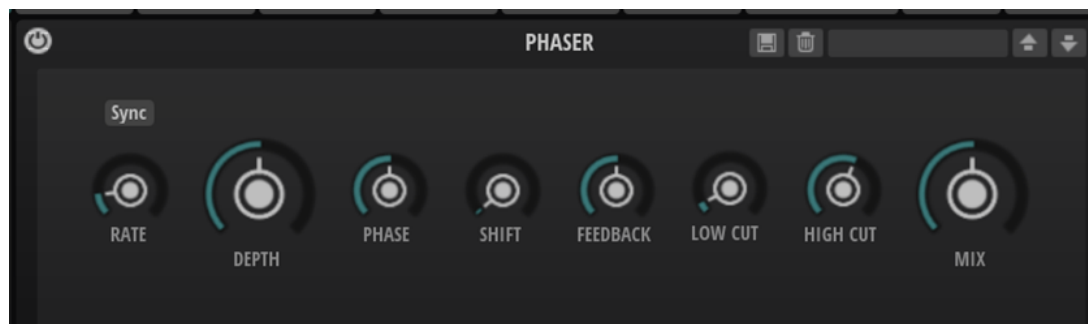 PHASER
Sync
RATE
DEPTH
PHASE
SHIFT
FEEDBACK
LOW CUT
HIGH CUT
MIX